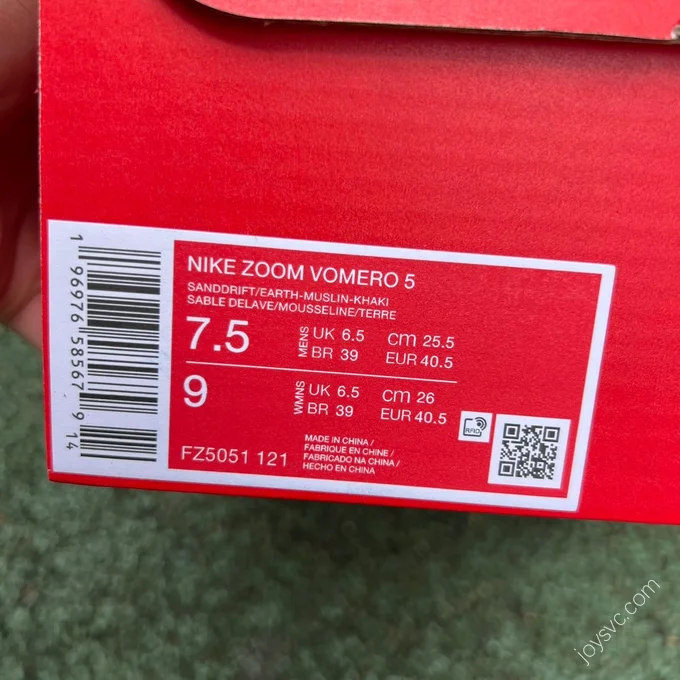 NIKE ZOOM VOMERO 5
SANDDRIFT/EARTH-MUSLIN-KHAKI
SABLE DELAVE/MOUSSELINE/TERRE
7.5 MENS UK 6.5 cm 25.5
BR 39 EUR 40.5
9 WMNS UK 6.5 cm 26
BR 39 EUR 40.5
RFID
FZ5051 121
MADE IN CHINA /
FABRIQUE EN CHINE /
FABRICADO NA CHINA /
HECHO EN CHINA
1 96976 58567 9 14
joysvc.com